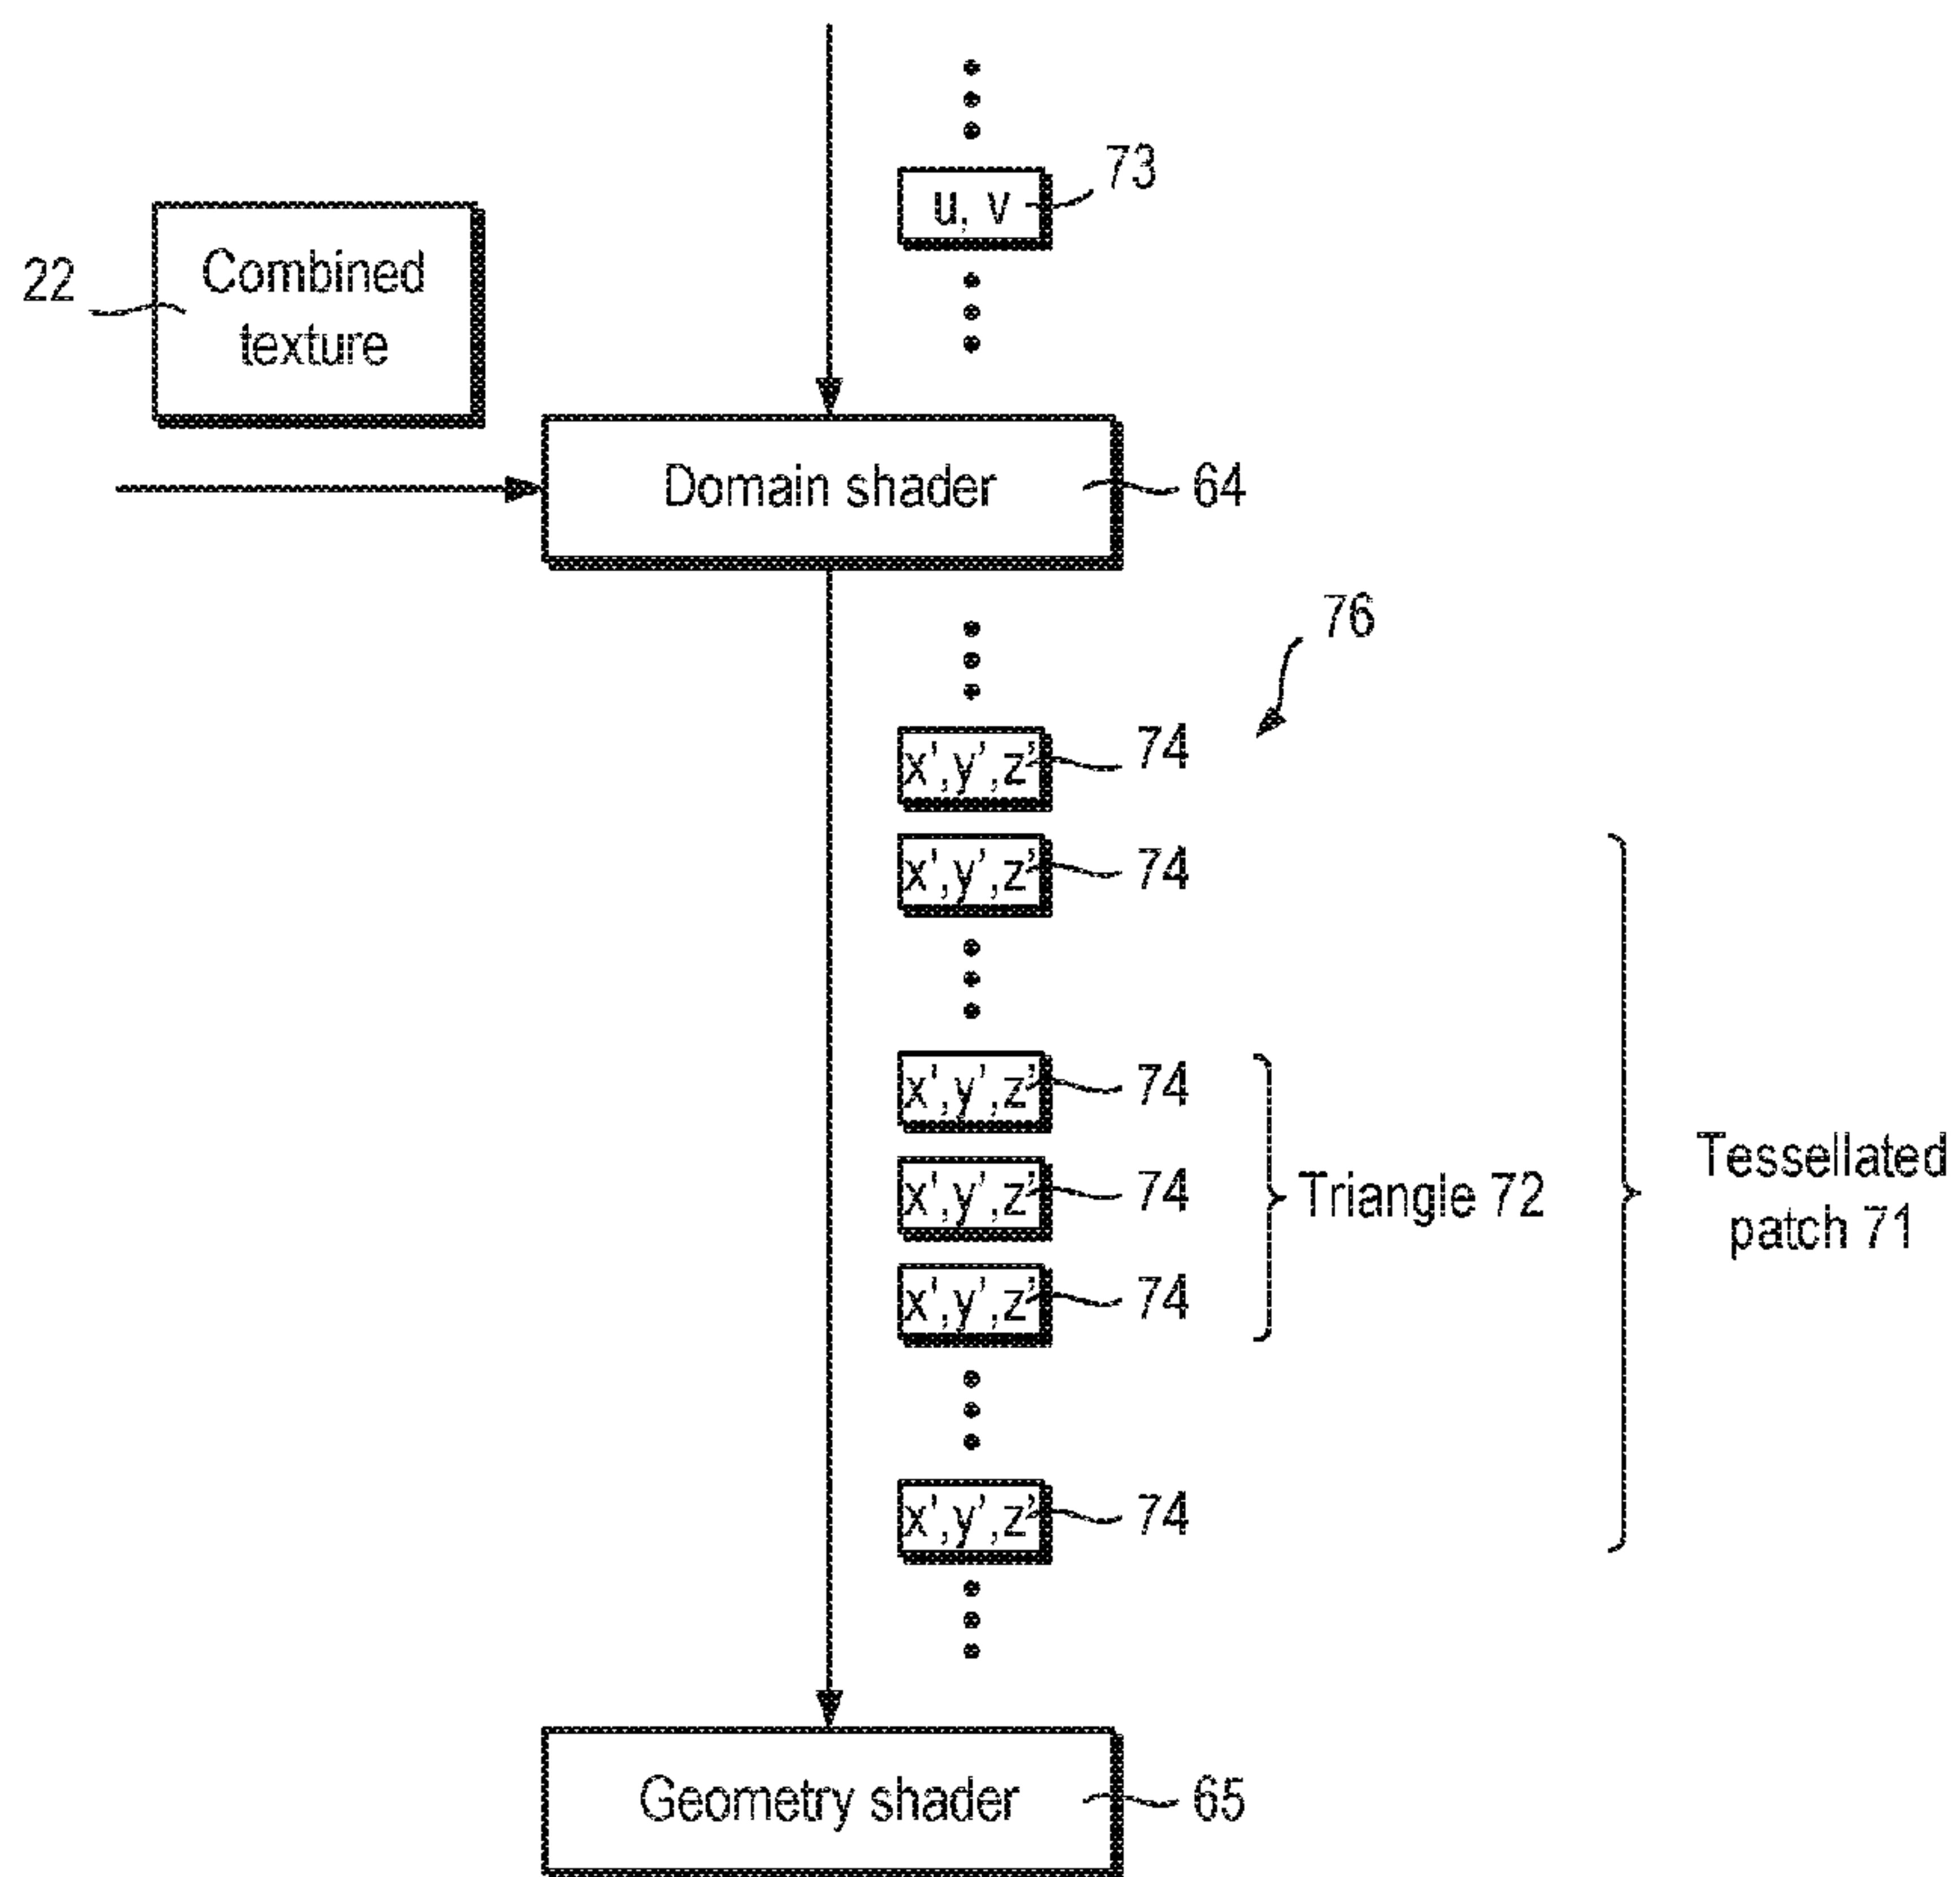 73
u, v
22
Combined
texture
Domain shader
64
76
x',y',z'
74
x',y',z'
74
x',y',z'
74
x',y',z'
74
x',y',z'
74
Triangle 72
Tessellated
patch 71
x',y',z'
74
Geometry shader
65